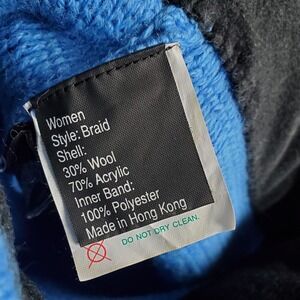 Women
Style: Braid
Shell:
30% Wool
70% Acrylic
Inner Band:
100% Polyester
Made in Hong Kong
DO NOT DRY CLEAN.